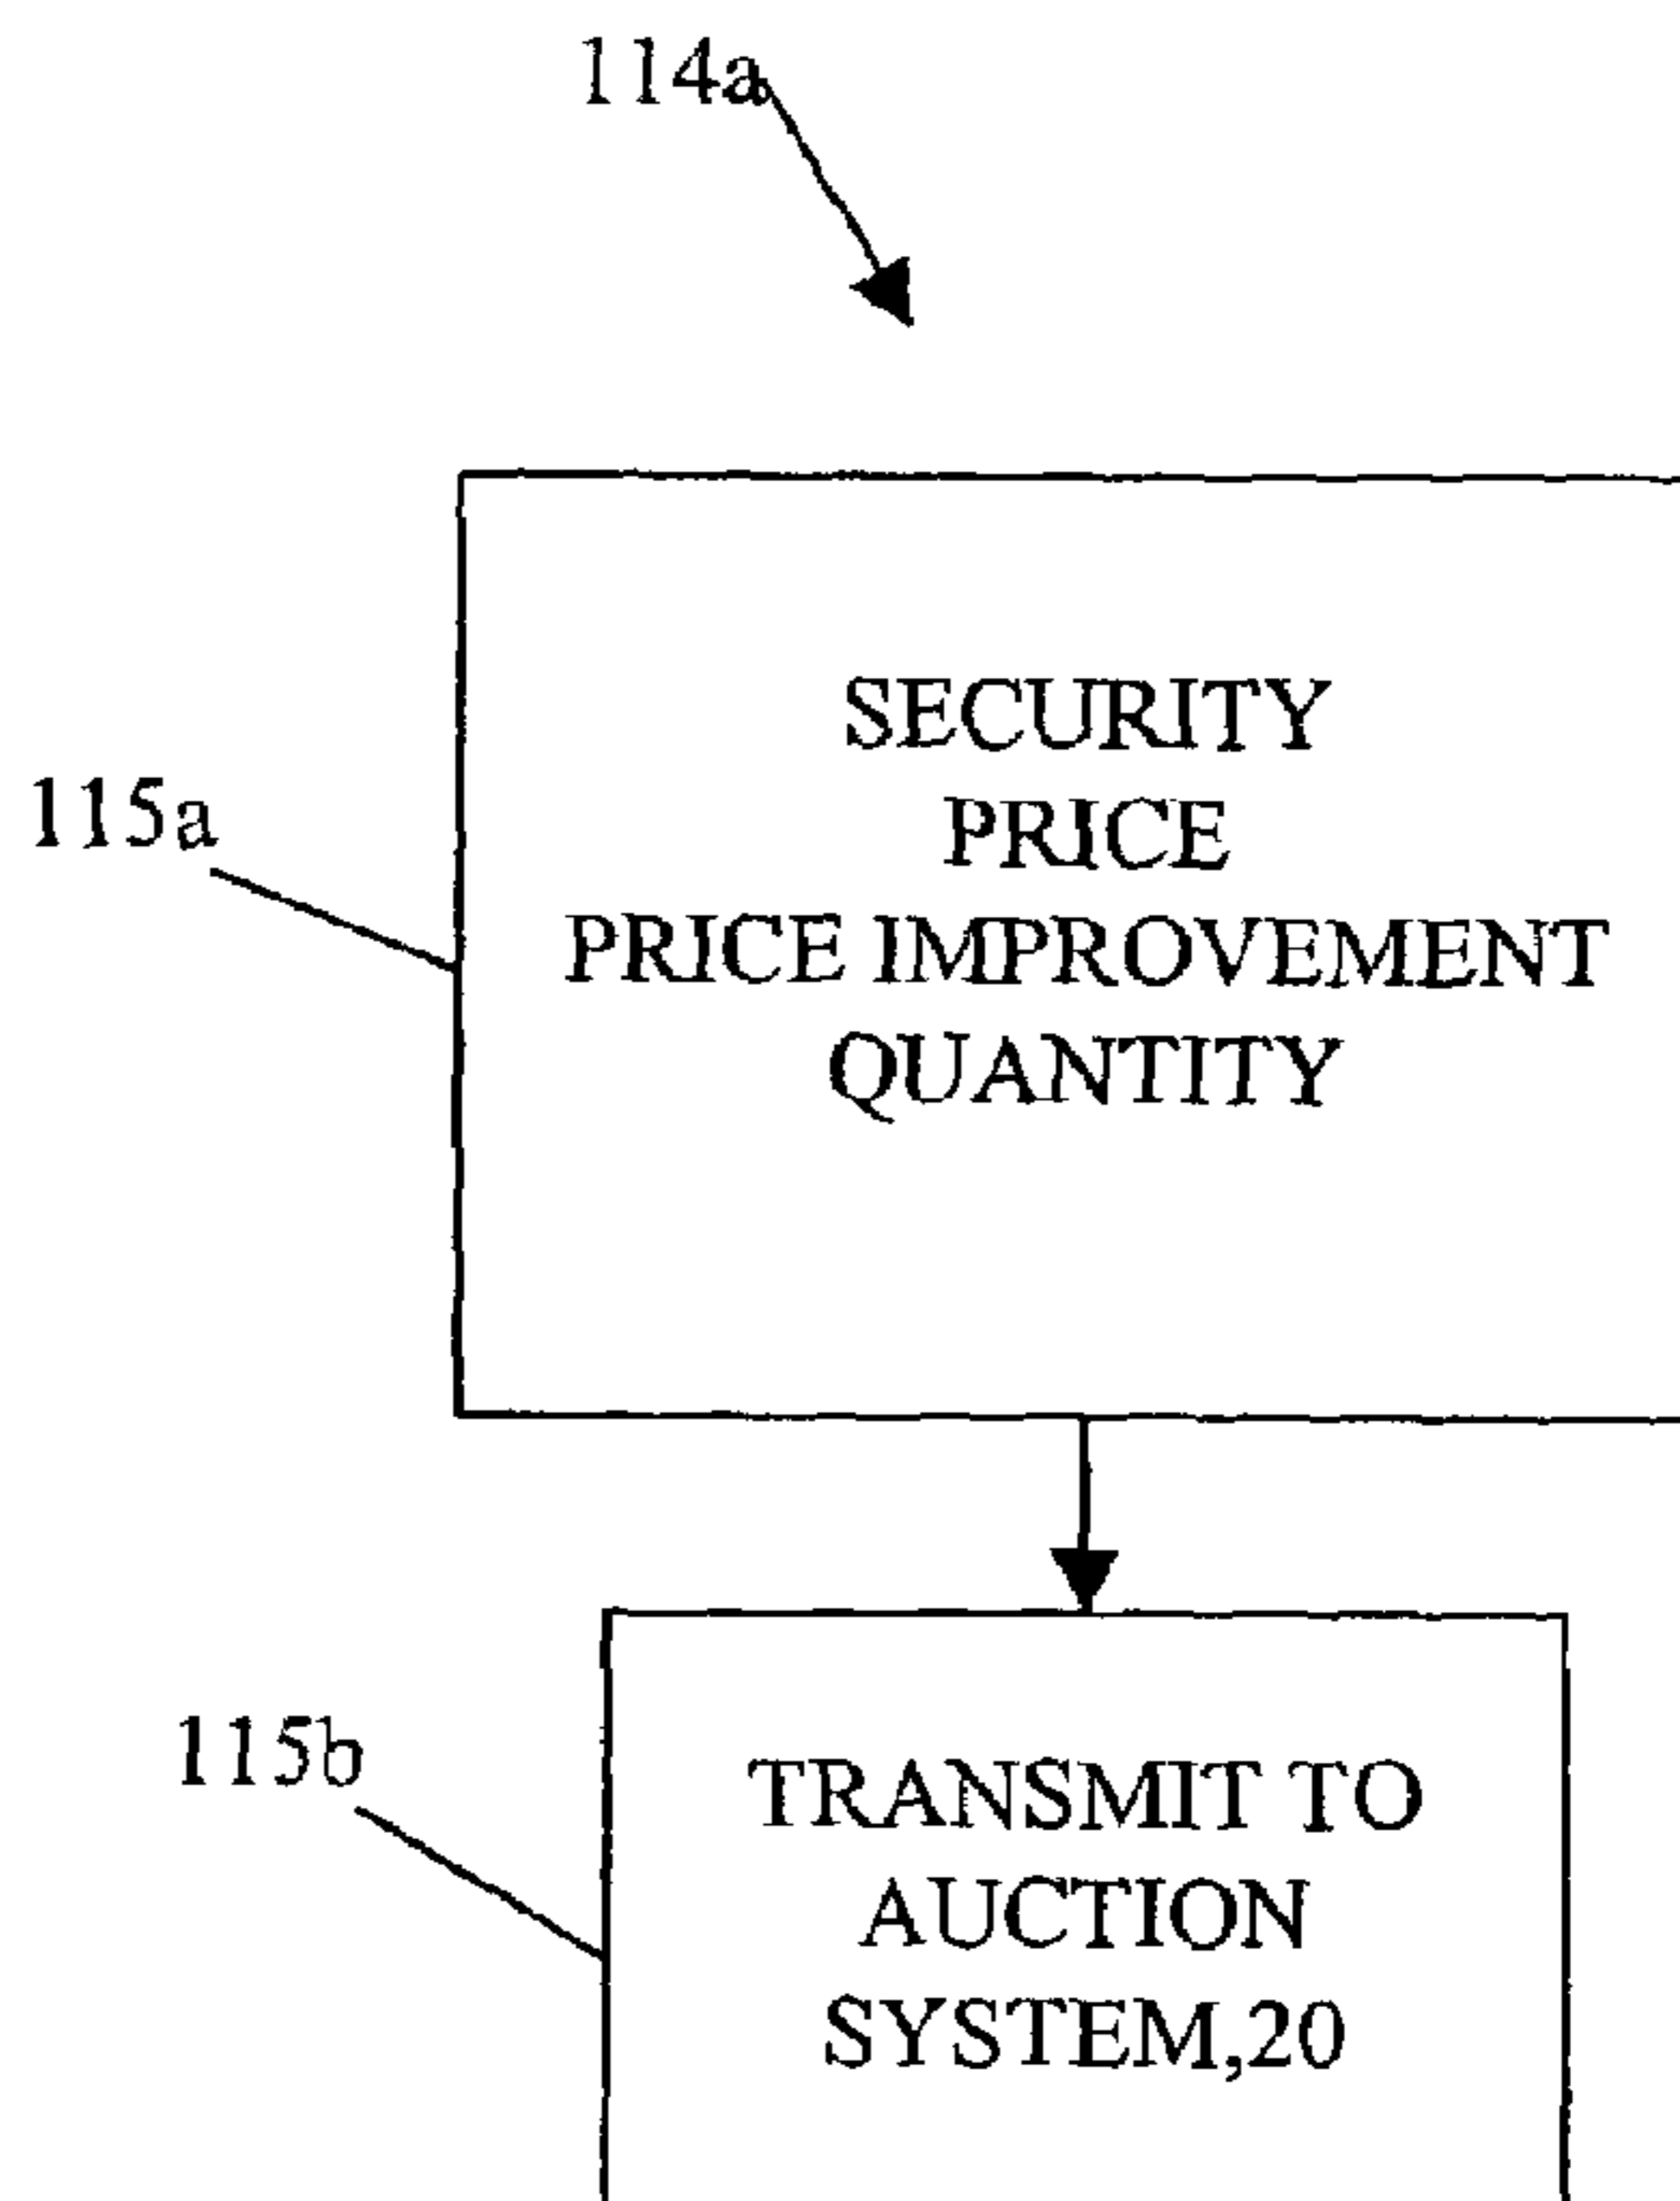 114a
115a
SECURITY
PRICE
PRICE IMPROVEMENT
QUANTITY
115b
TRANSMIT TO
AUCTION
SYSTEM,20